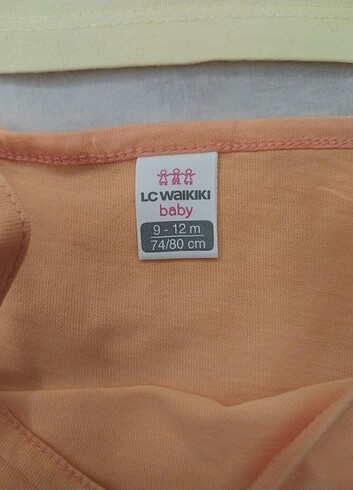 LC WAIKIKI
baby
9 - 12 m
74/80 cm